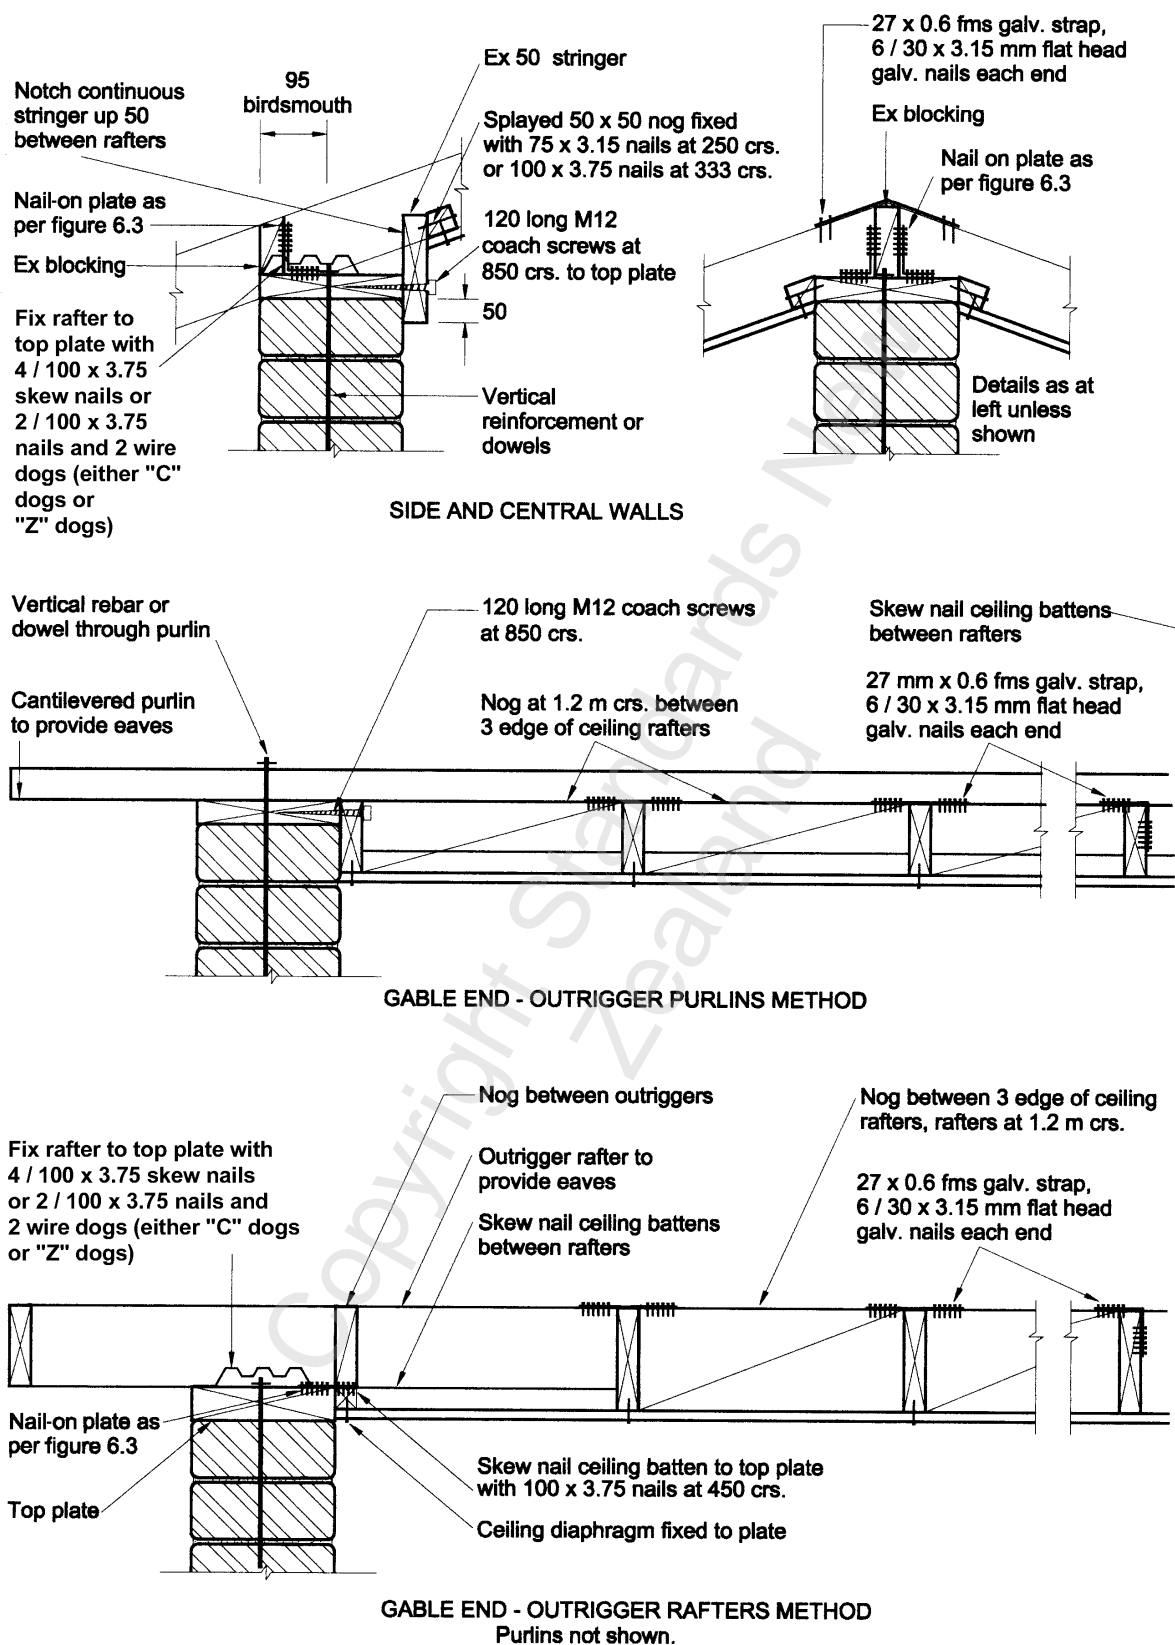 27 x 0.6 fms galv. strap,
6 / 30 x 3.15 mm flat head
galv. nails each end
Ex 50 stringer
95
birdsmouth
Notch continuous
stringer up 50
between rafters
Splayed 50 x 50 nog fixed
with 75 x 3.15 nails at 250 crs.
or 100 x 3.75 nails at 333 crs.
Ex blocking
Nail on plate as
per figure 6.3
Nail-on plate as
per figure 6.3
120 long M12
coach screws at
850 crs. to top plate
Ex blocking
50
Fix rafter to
top plate with
4 / 100 x 3.75
skew nails or
2 / 100 x 3.75
nails and 2 wire
dogs (either "C"
dogs or
"Z" dogs)
Vertical
reinforcement or
dowels
Details as at
left unless
shown
SIDE AND CENTRAL WALLS
Vertical rebar or
dowel through purlin
120 long M12 coach screws
at 850 crs.
Skew nail ceiling battens
between rafters
Cantilevered purlin
to provide eaves
Nog at 1.2 m crs. between
3 edge of ceiling rafters
27 mm x 0.6 fms galv. strap,
6 / 30 x 3.15 mm flat head
galv. nails each end
GABLE END - OUTRIGGER PURLINS METHOD
Nog between outriggers
Nog between 3 edge of ceiling
rafters, rafters at 1.2 m crs.
Fix rafter to top plate with
4 / 100 x 3.75 skew nails
or 2 / 100 x 3.75 nails and
2 wire dogs (either "C" dogs
or "Z" dogs)
Outrigger rafter to
provide eaves
27 x 0.6 fms galv. strap,
6 / 30 x 3.15 mm flat head
galv. nails each end
Skew nail ceiling battens
between rafters
Nail-on plate as
per figure 6.3
Top plate
Skew nail ceiling batten to top plate
with 100 x 3.75 nails at 450 crs.
Ceiling diaphragm fixed to plate
GABLE END - OUTRIGGER RAFTERS METHOD
Purlins not shown.
Copyright Standards New
Zealand